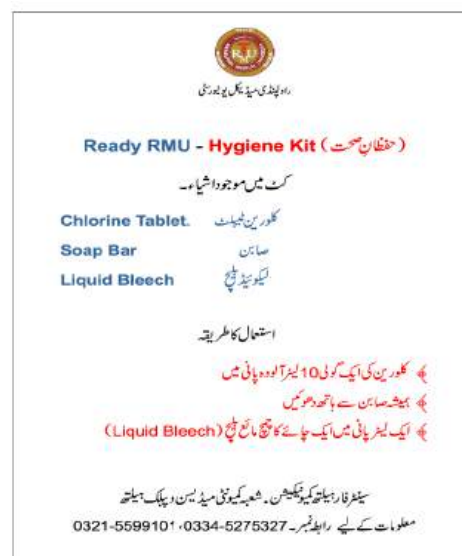 RMU
راولپنڈی میڈیکل یونیورسٹی
Ready RMU - Hygiene Kit (حفظانِ صحت)
کٹ میں موجود اشیاء۔
Chlorine Tablet. کلورین ٹیبلٹ
Soap Bar صابن
Liquid Bleech لیکوئیڈ بلیچ
استعمال کا طریقہ
کلورین کی ایک گولی 10 لیٹر آلودہ پانی میں
ہمیشہ صابن سے ہاتھ دھوئیں
ایک لیٹر پانی میں ایک چائے کا چمچ مائع بلیچ (Liquid Bleech)
سینٹر فار ہیلتھ کمیونیکیشن۔ شعبہ کمیونٹی میڈیسن و پبلک ہیلتھ
معلومات کے لیے رابطہ نمبر۔ 0334-5275327، 0321-5599101